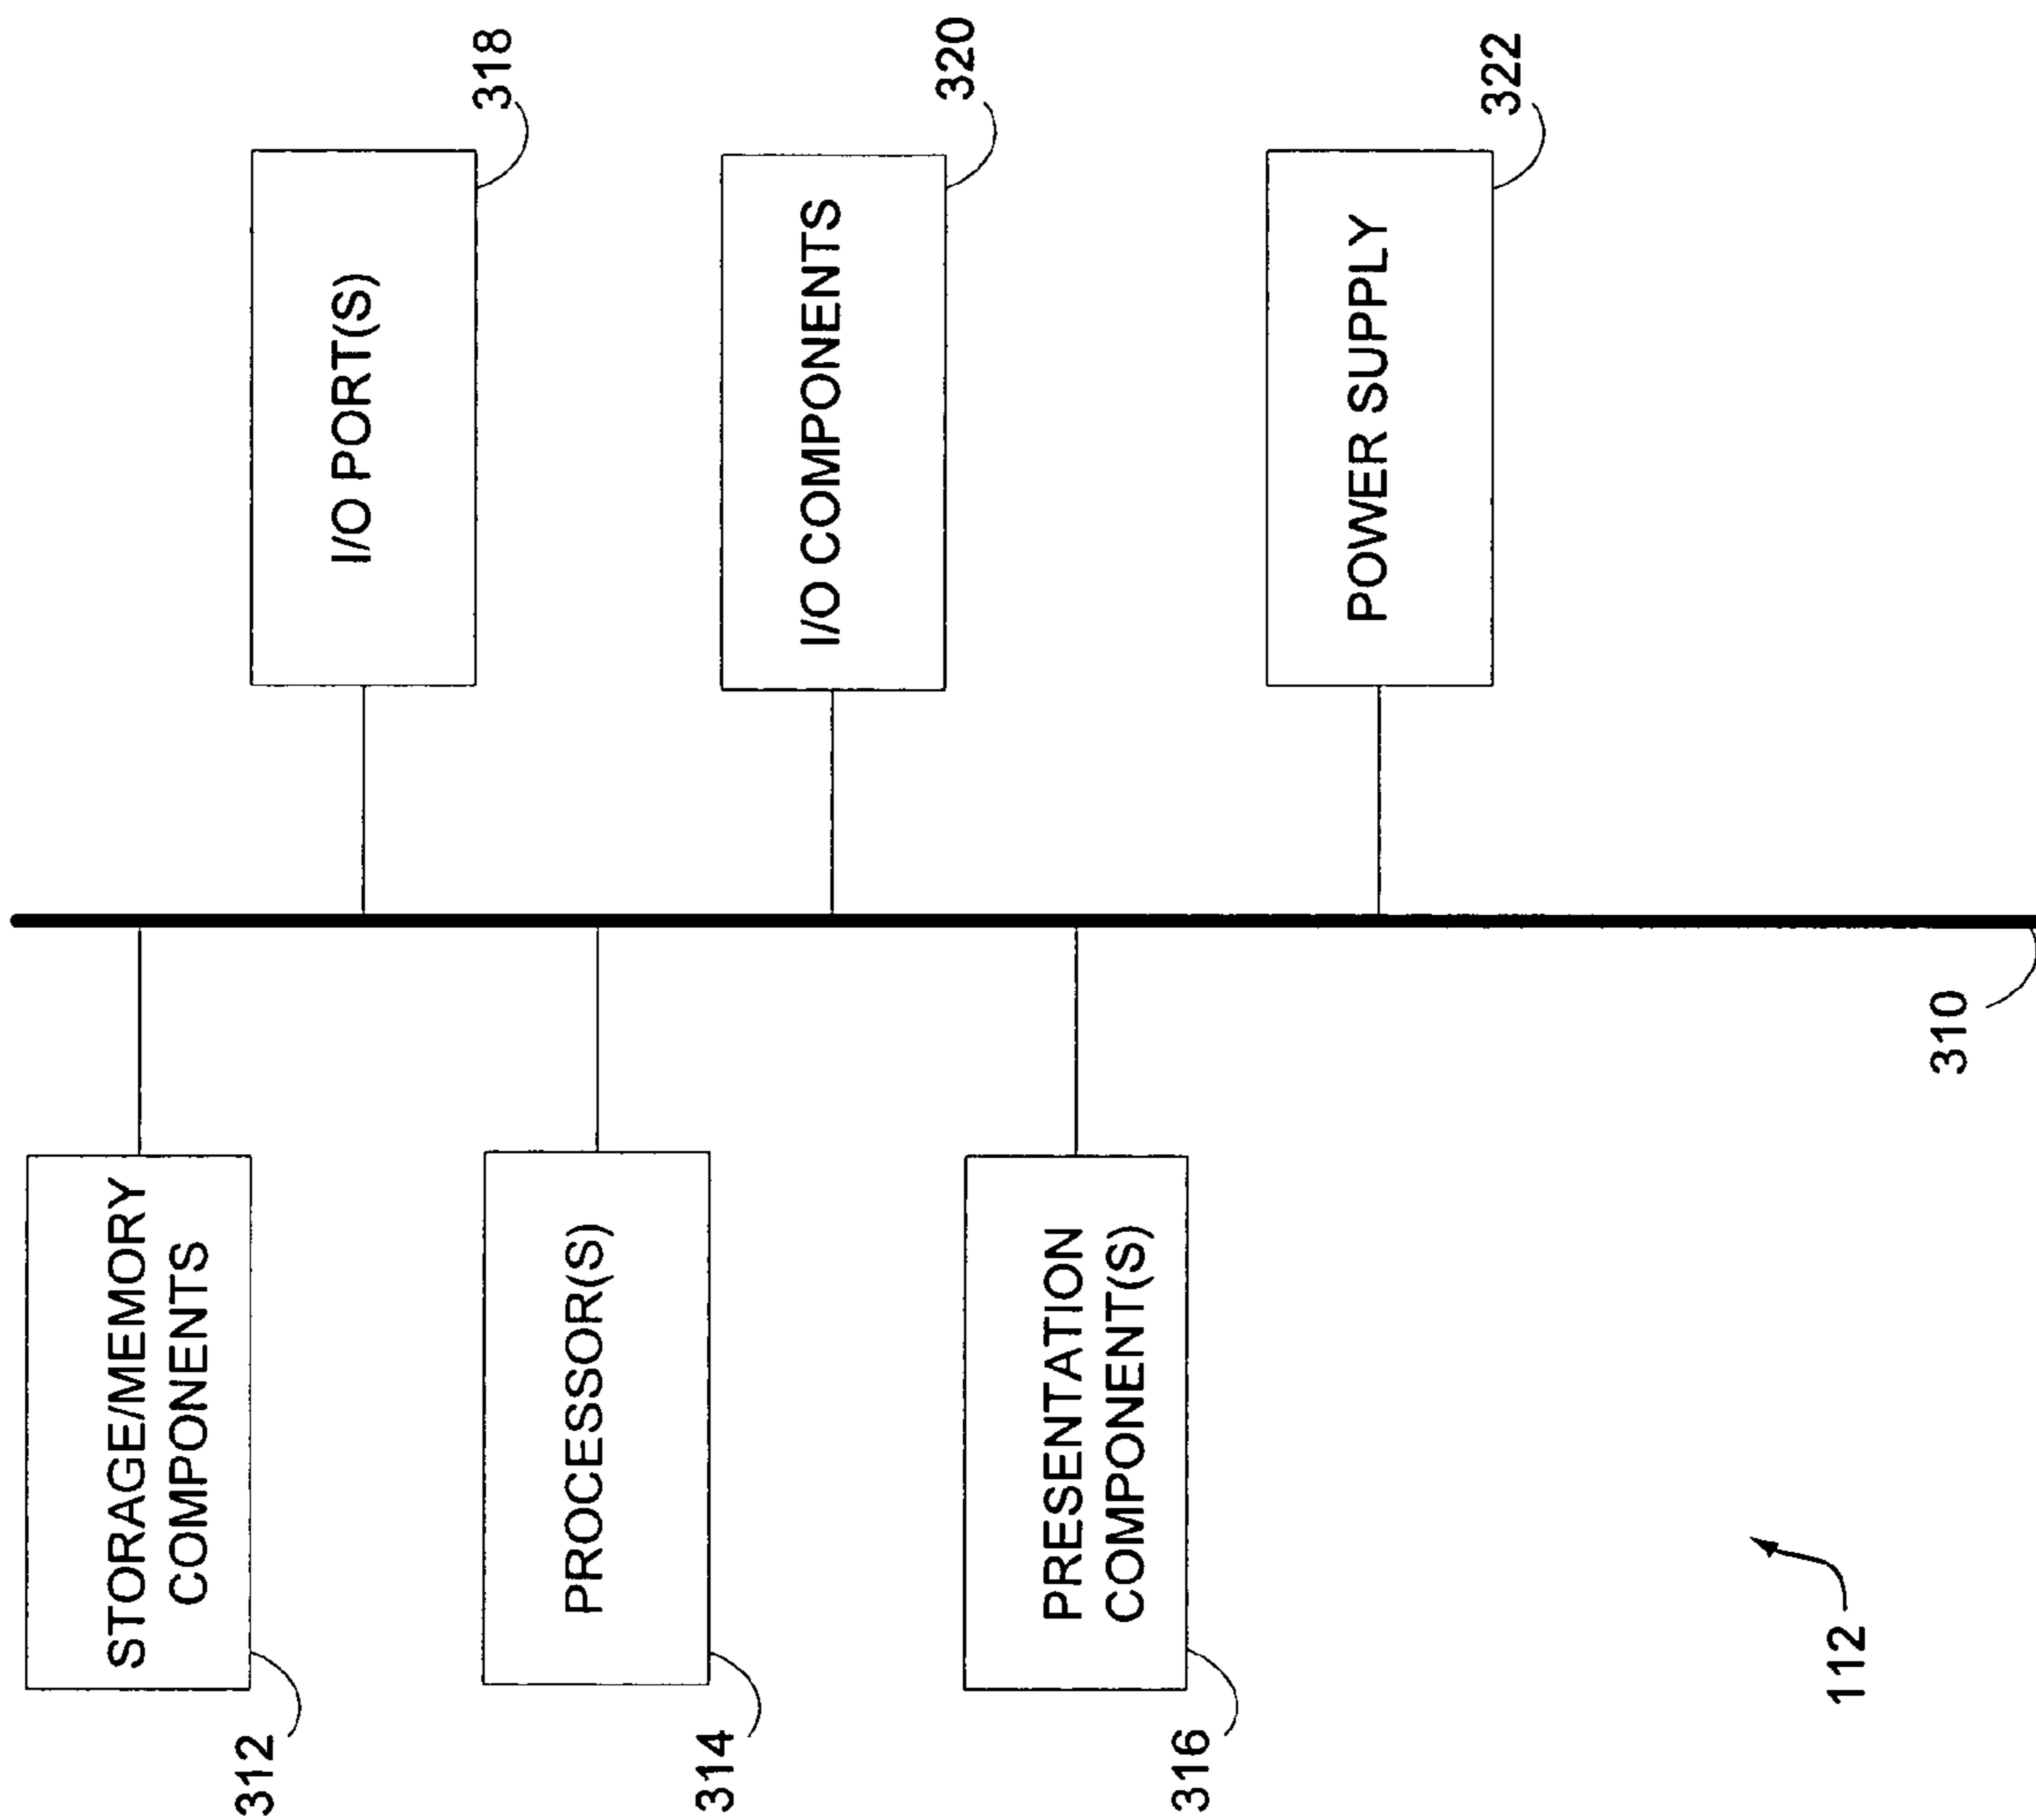 STORAGE/MEMORY
COMPONENTS
312
PROCESSOR(S)
314
PRESENTATION
COMPONENT(S)
316
I/O PORT(S)
318
I/O COMPONENTS
320
POWER SUPPLY
322
310
112